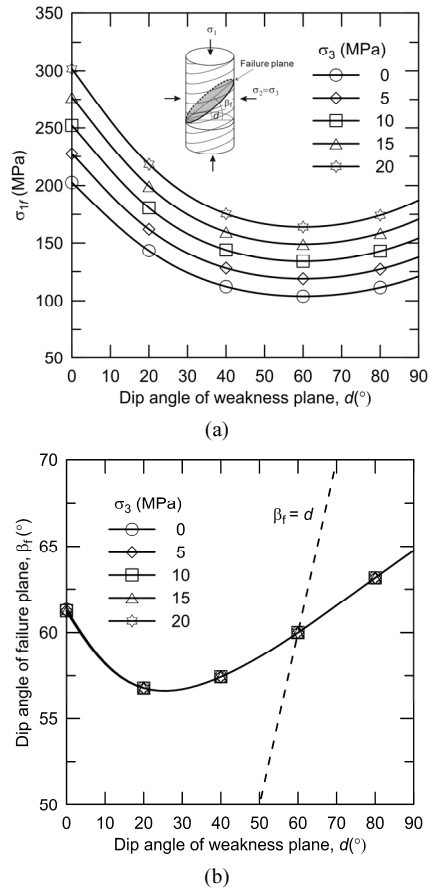 350
300
250
200
150
100
50
σ1f (MPa)
σ1
Failure plane
σ2=σ3
βf
d
σ3 (MPa)
0
5
10
15
20
0 10 20 30 40 50 60 70 80 90
Dip angle of weakness plane, d(°)
(a)
70
65
60
55
50
Dip angle of failure plane, βf (°)
σ3 (MPa)
0
5
10
15
20
βf = d
0 10 20 30 40 50 60 70 80 90
Dip angle of weakness plane, d(°)
(b)